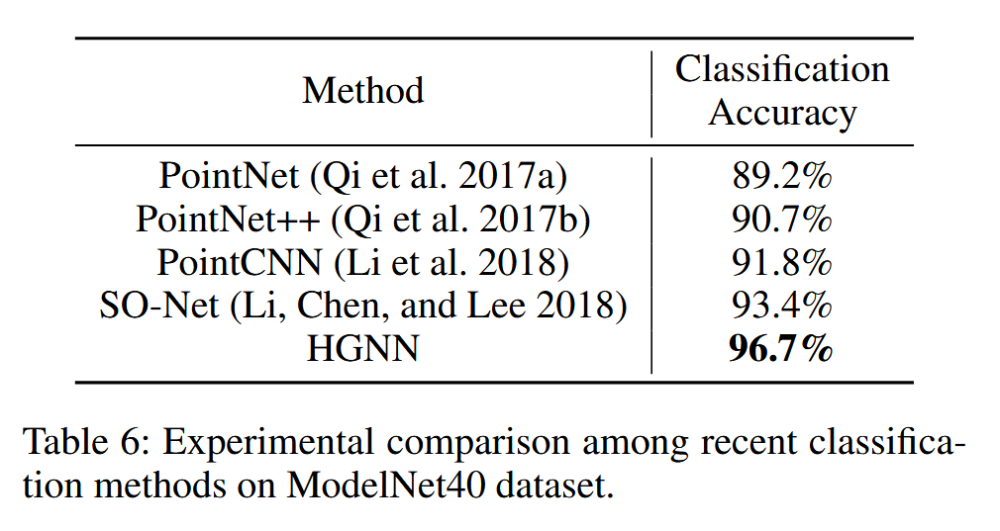 Method
Classification
Accuracy
PointNet (Qi et al. 2017a) 89.2%
PointNet++ (Qi et al. 2017b) 90.7%
PointCNN (Li et al. 2018) 91.8%
SO-Net (Li, Chen, and Lee 2018) 93.4%
HGNN 96.7%
Table 6: Experimental comparison among recent classifica-
tion methods on ModelNet40 dataset.